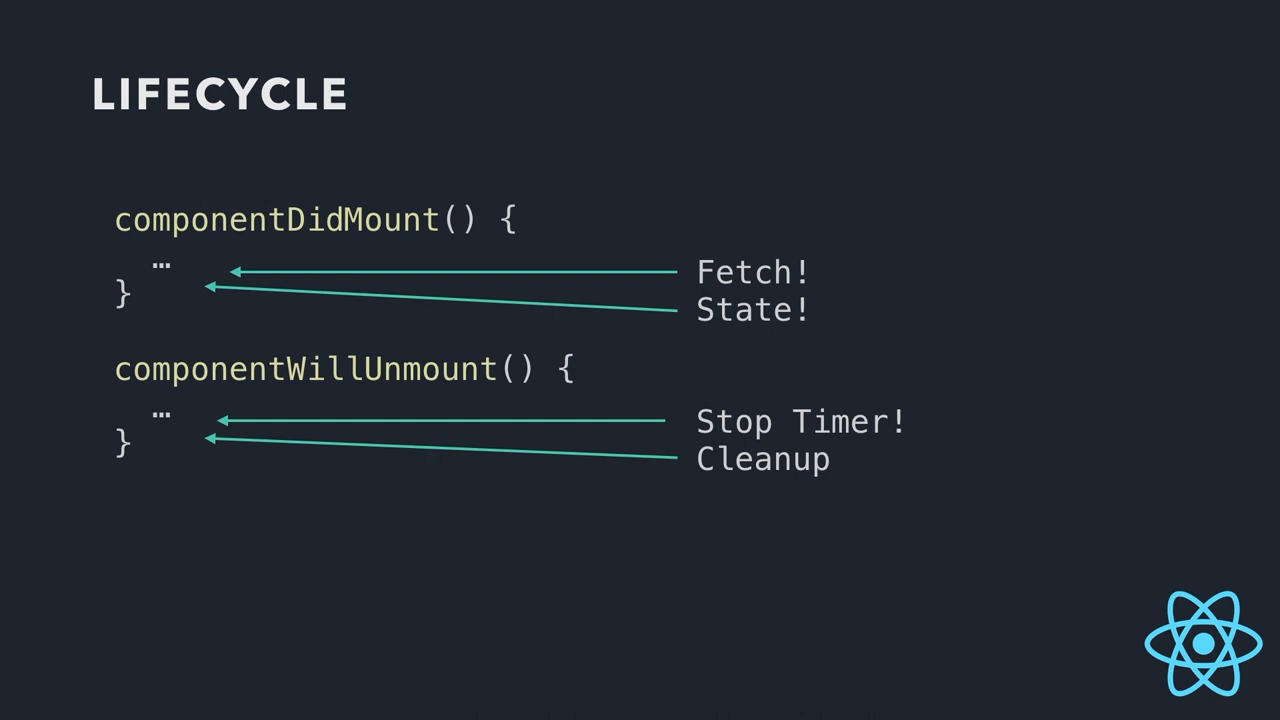 LIFECYCLE
componentDidMount() {
…
}
Fetch!
State!
componentWillUnmount() {
…
}
Stop Timer!
Cleanup